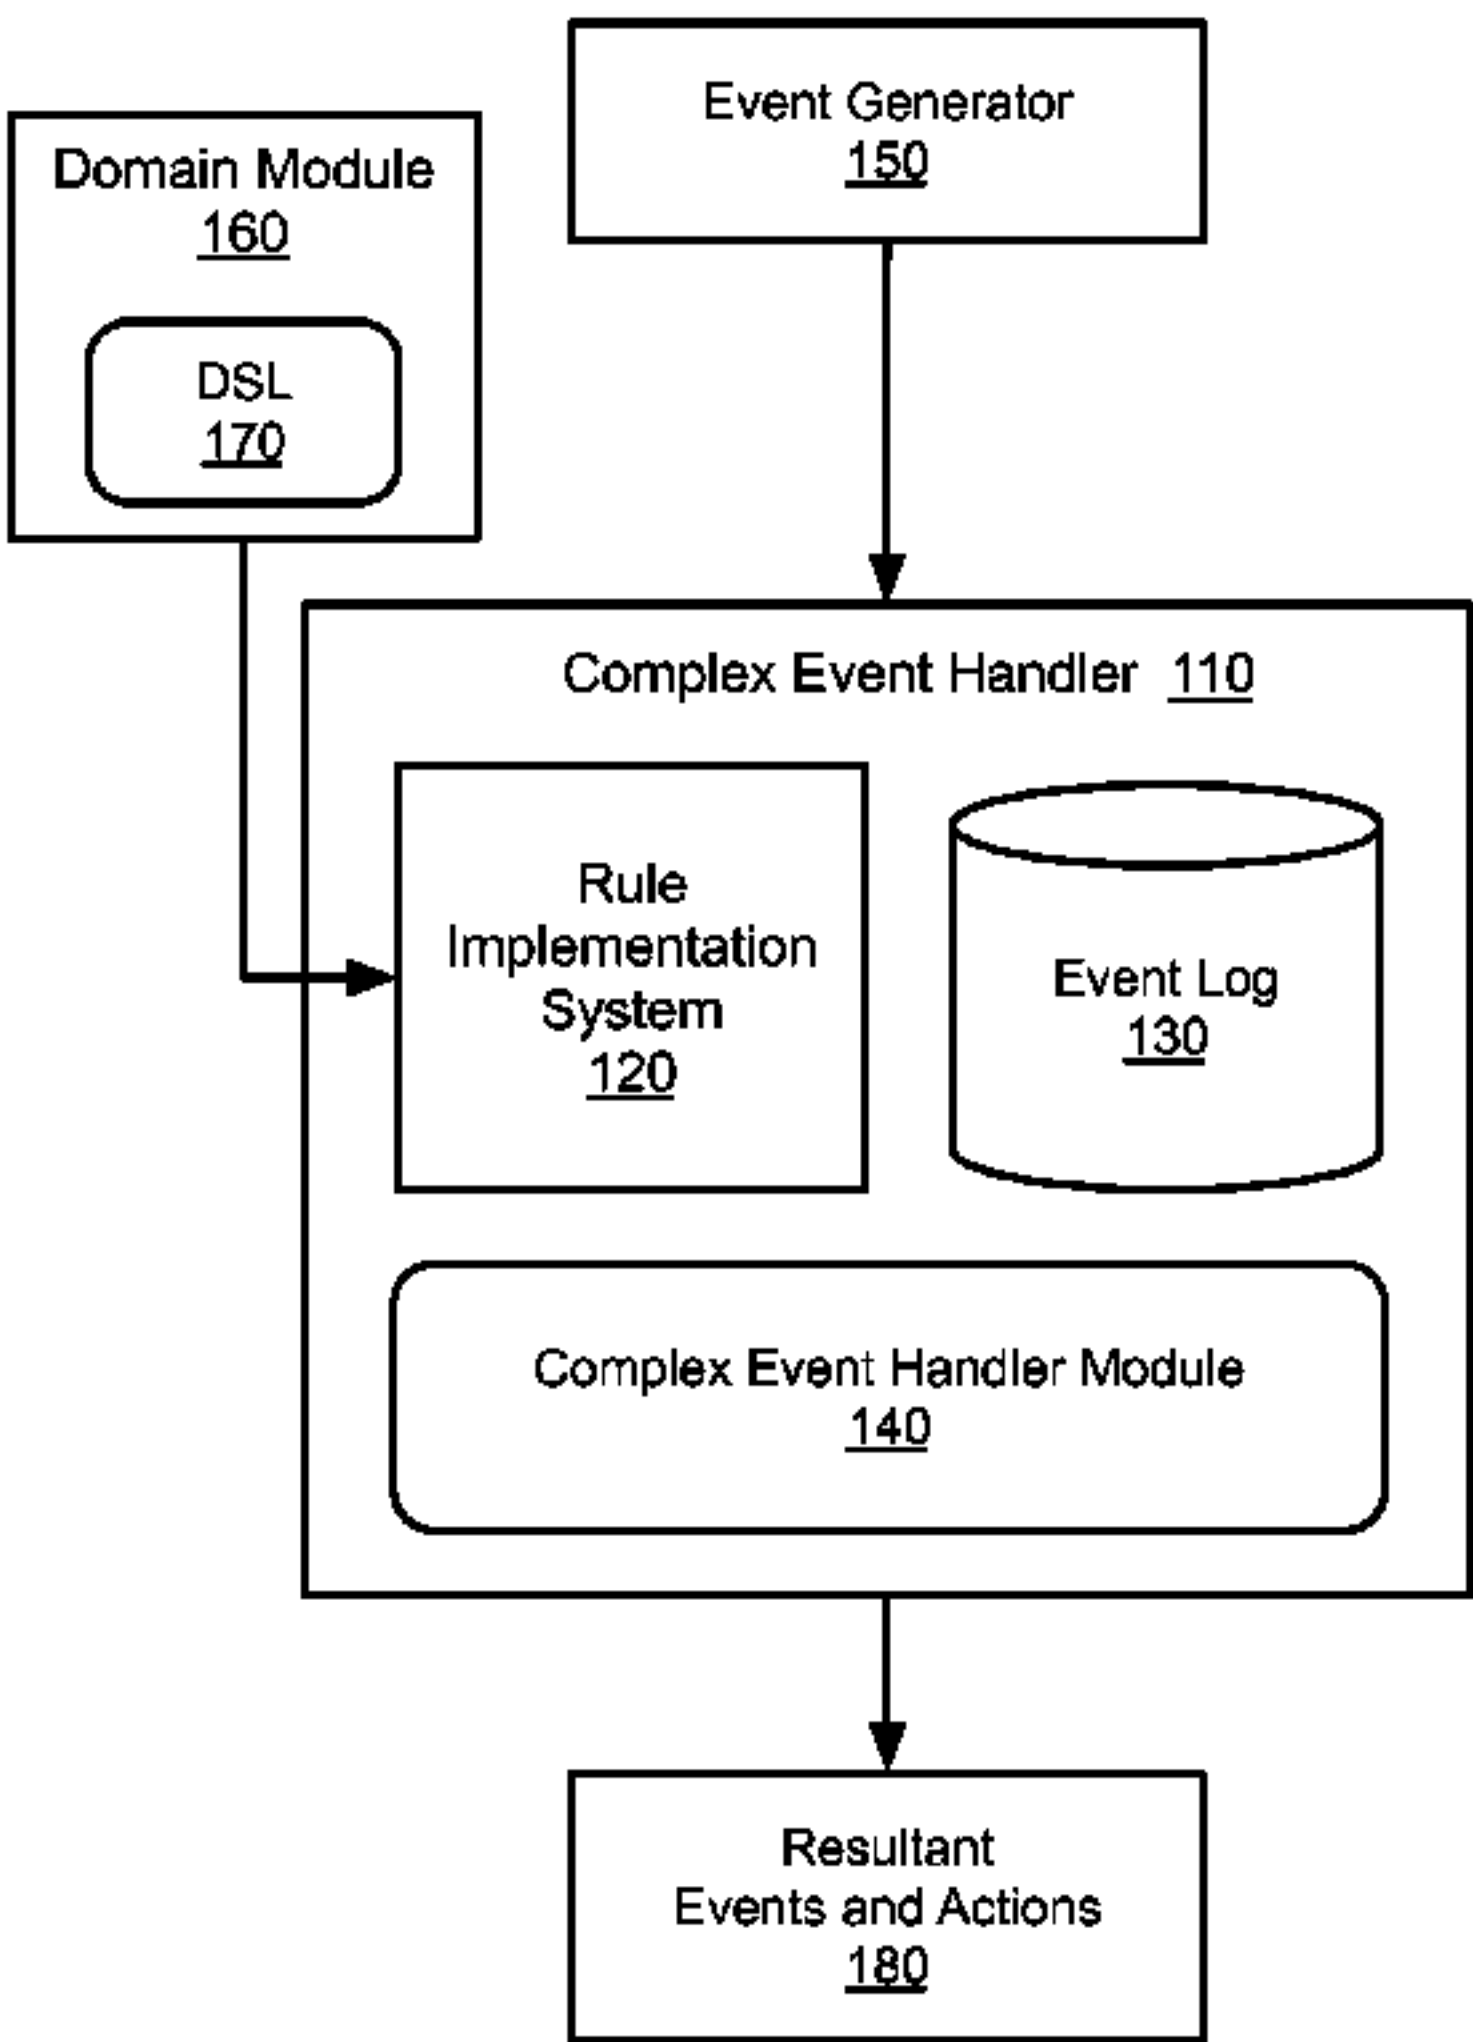 Event Generator
150
Domain Module
160
DSL
170
Complex Event Handler 110
Rule
Implementation
System
120
Event Log
130
Complex Event Handler Module
140
Resultant
Events and Actions
180